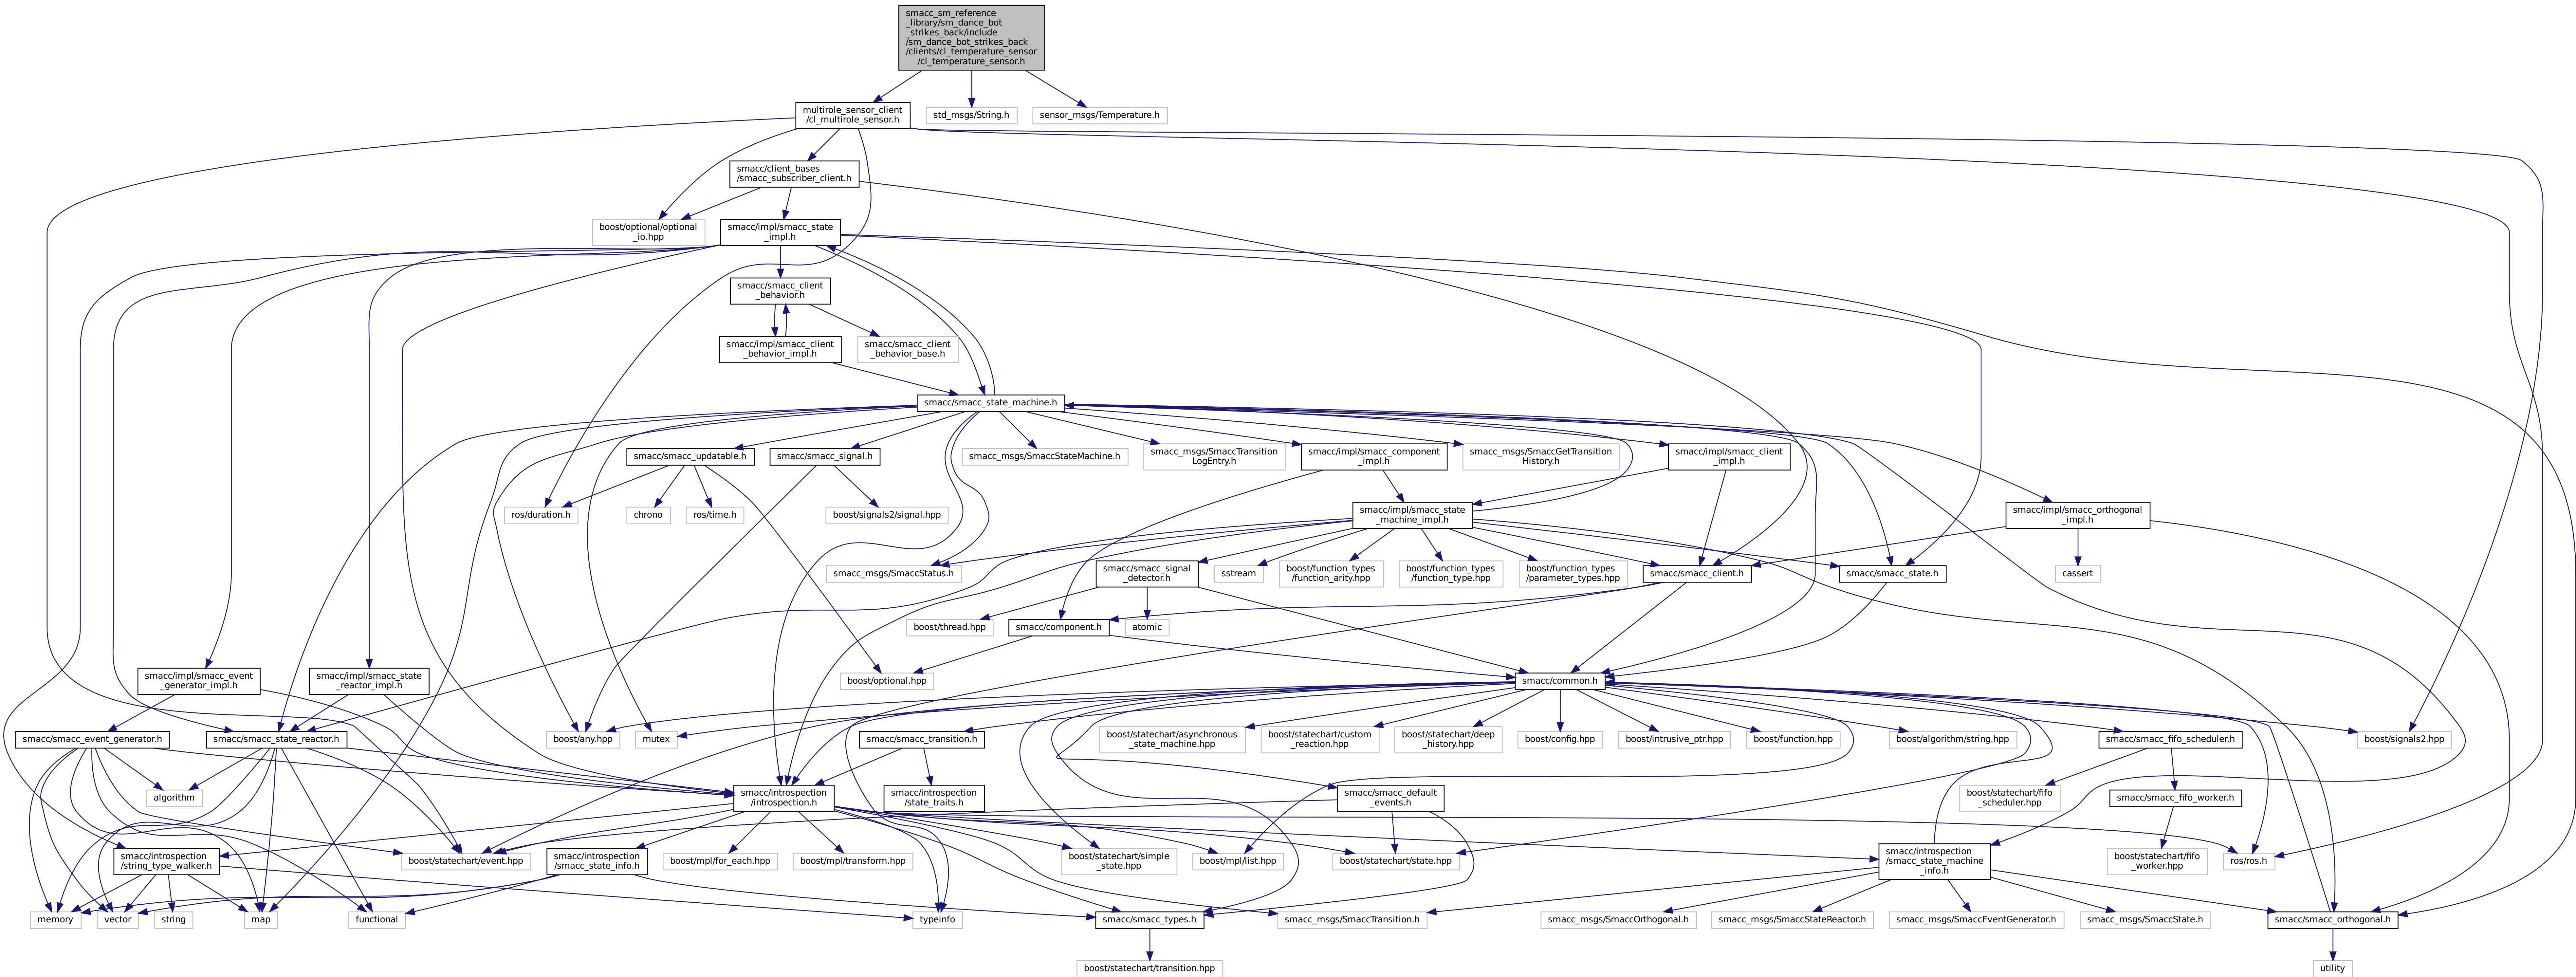 smacc_sm_reference
_library/sm_dance_bot
_strikes_back/include
/sm_dance_bot_strikes_back
/clients/cl_temperature_sensor
/cl_temperature_sensor.h
multirole_sensor_client
/cl_multirole_sensor.h
std_msgs/String.h
sensor_msgs/Temperature.h
smacc/client_bases
/smacc_subscriber_client.h
boost/optional/optional
_io.hpp
smacc/impl/smacc_state
_impl.h
smacc/smacc_client
_behavior.h
smacc/impl/smacc_client
_behavior_impl.h
smacc/smacc_client
_behavior_base.h
smacc/smacc_state_machine.h
smacc/smacc_updatable.h
smacc/smacc_signal.h
smacc_msgs/SmaccStateMachine.h
smacc_msgs/SmaccTransition
LogEntry.h
smacc/impl/smacc_component
_impl.h
smacc_msgs/SmaccGetTransition
History.h
smacc/impl/smacc_client
_impl.h
ros/duration.h
chrono
ros/time.h
boost/signals2/signal.hpp
smacc/impl/smacc_state
_machine_impl.h
smacc/impl/smacc_orthogonal
_impl.h
smacc_msgs/SmaccStatus.h
smacc/smacc_signal
_detector.h
sstream
boost/function_types
/function_arity.hpp
boost/function_types
/function_type.hpp
boost/function_types
/parameter_types.hpp
smacc/smacc_client.h
smacc/smacc_state.h
cassert
boost/thread.hpp
smacc/component.h
atomic
smacc/impl/smacc_event
_generator_impl.h
smacc/impl/smacc_state
_reactor_impl.h
boost/optional.hpp
smacc/common.h
smacc/smacc_event_generator.h
smacc/smacc_state_reactor.h
boost/any.hpp
mutex
smacc/smacc_transition.h
boost/statechart/asynchronous
_state_machine.hpp
boost/statechart/custom
_reaction.hpp
boost/statechart/deep
_history.hpp
boost/config.hpp
boost/intrusive_ptr.hpp
boost/function.hpp
boost/algorithm/string.hpp
smacc/smacc_fifo_scheduler.h
boost/signals2.hpp
algorithm
smacc/introspection
/introspection.h
smacc/introspection
/state_traits.h
smacc/smacc_default
_events.h
boost/statechart/fifo
_scheduler.hpp
smacc/smacc_fifo_worker.h
smacc/introspection
/string_type_walker.h
boost/statechart/event.hpp
smacc/introspection
/smacc_state_info.h
boost/mpl/for_each.hpp
boost/mpl/transform.hpp
boost/statechart/simple
_state.hpp
boost/mpl/list.hpp
boost/statechart/state.hpp
smacc/introspection
/smacc_state_machine
_info.h
boost/statechart/fifo
_worker.hpp
ros/ros.h
memory
vector
string
map
functional
typeinfo
smacc/smacc_types.h
smacc_msgs/SmaccTransition.h
smacc_msgs/SmaccOrthogonal.h
smacc_msgs/SmaccStateReactor.h
smacc_msgs/SmaccEventGenerator.h
smacc_msgs/SmaccState.h
smacc/smacc_orthogonal.h
boost/statechart/transition.hpp
utility